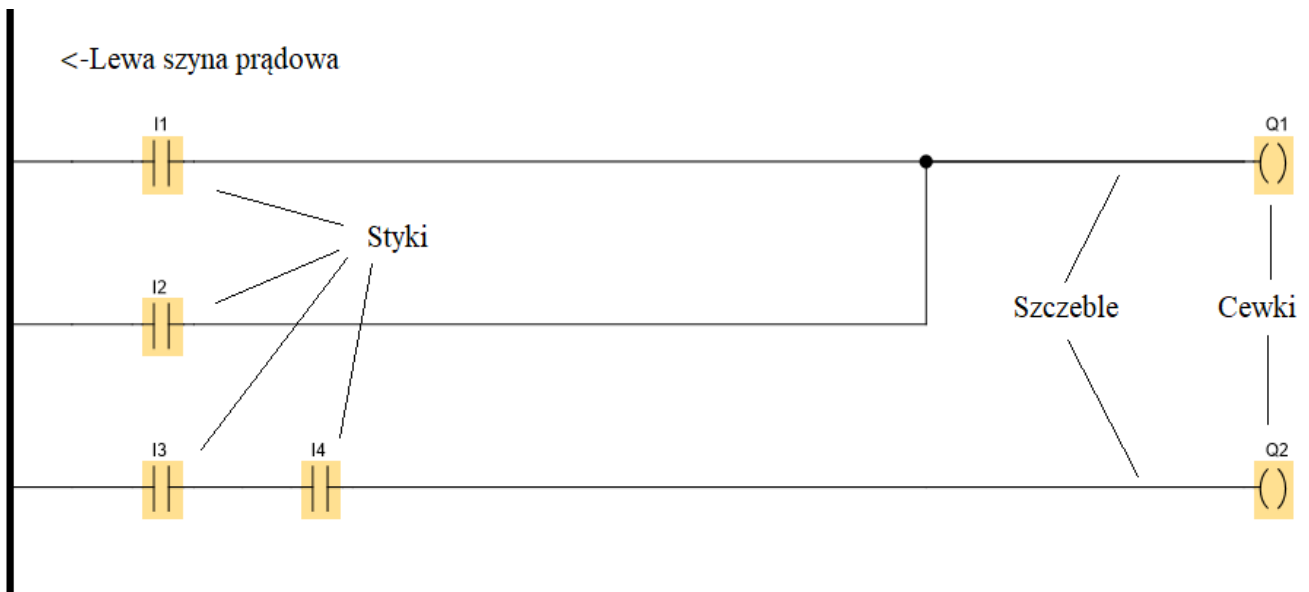 <-Lewa szyna prądowa
I1
Q1
Styki
I2
Szczeble
Cewki
I3
I4
Q2